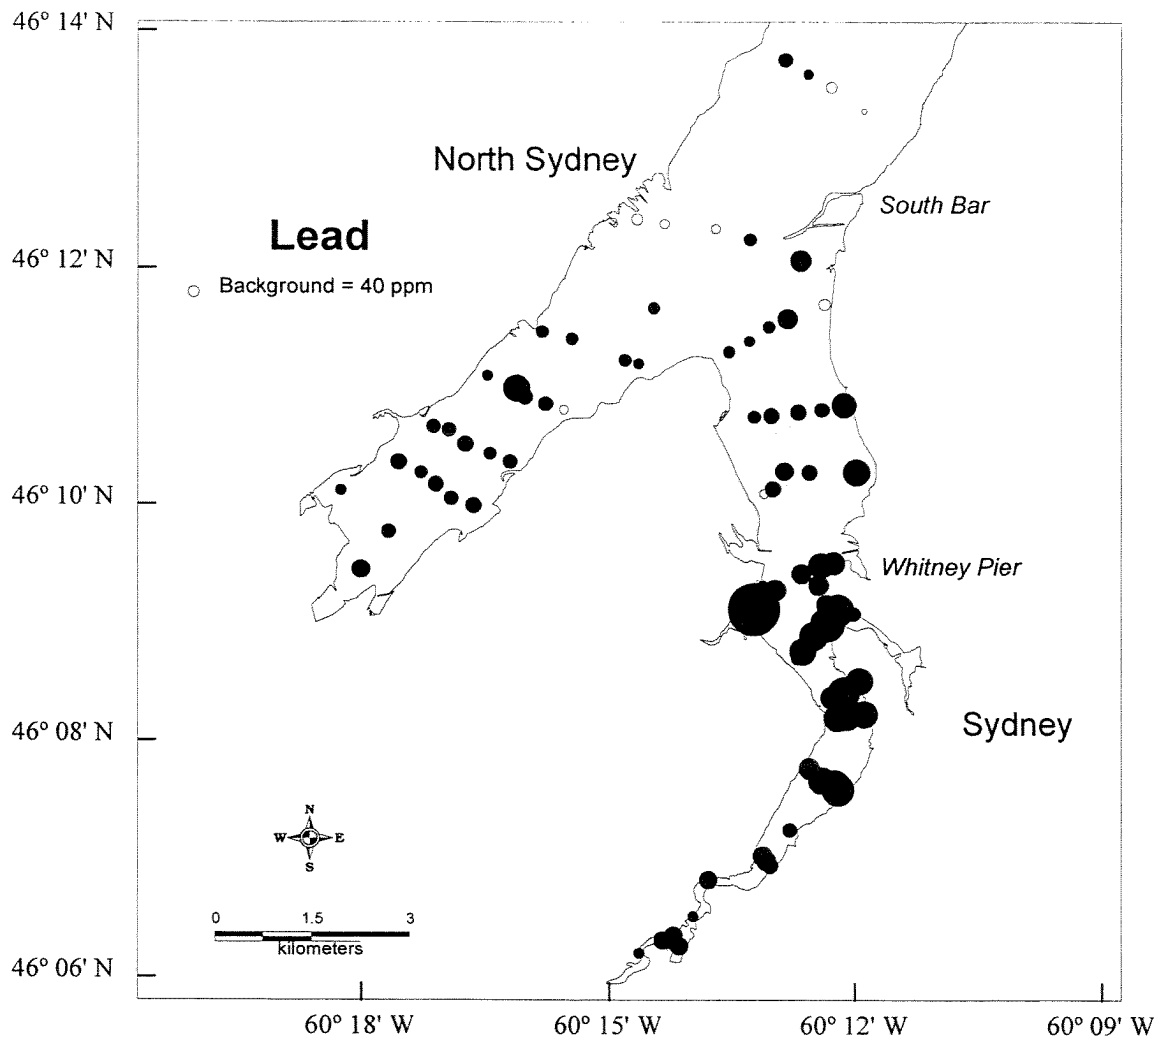 46° 14' N
North Sydney
South Bar
Lead
46° 12' N
Background = 40 ppm
46° 10' N
Whitney Pier
46° 08' N
Sydney
N
W E
S
0 1.5 3
kilometers
46° 06' N
60° 18' W 60° 15' W 60° 12' W 60° 09' W